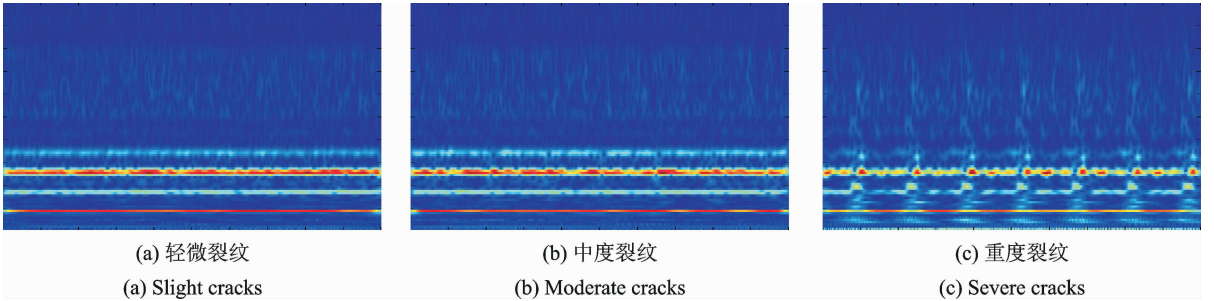 (a) 轻微裂纹
(b) 中度裂纹
(c) 重度裂纹
(a) Slight cracks
(b) Moderate cracks
(c) Severe cracks